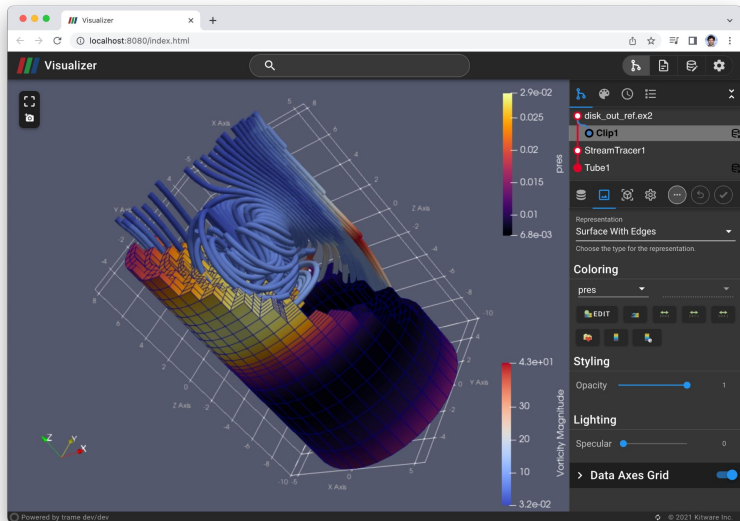 Visualizer
localhost:8080/index.html
Visualizer
2.9e-02
0.025
0.02
0.015
0.01
6.8e-03
pres
X Axis
Y Axis
Z Axis
Z Axis
Y Axis
X Axis
4.3e+01
30
20
10
3.2e-02
Vorticity Magnitude
Z
Y
X
disk_out_ref.ex2
Clip1
StreamTracer1
Tube1
Representation
Surface With Edges
Choose the type for the representation.
Coloring
pres
EDIT
Styling
Opacity 1
Lighting
Specular 0
Data Axes Grid
Powered by trame dev/dev
© 2021 Kitware Inc.